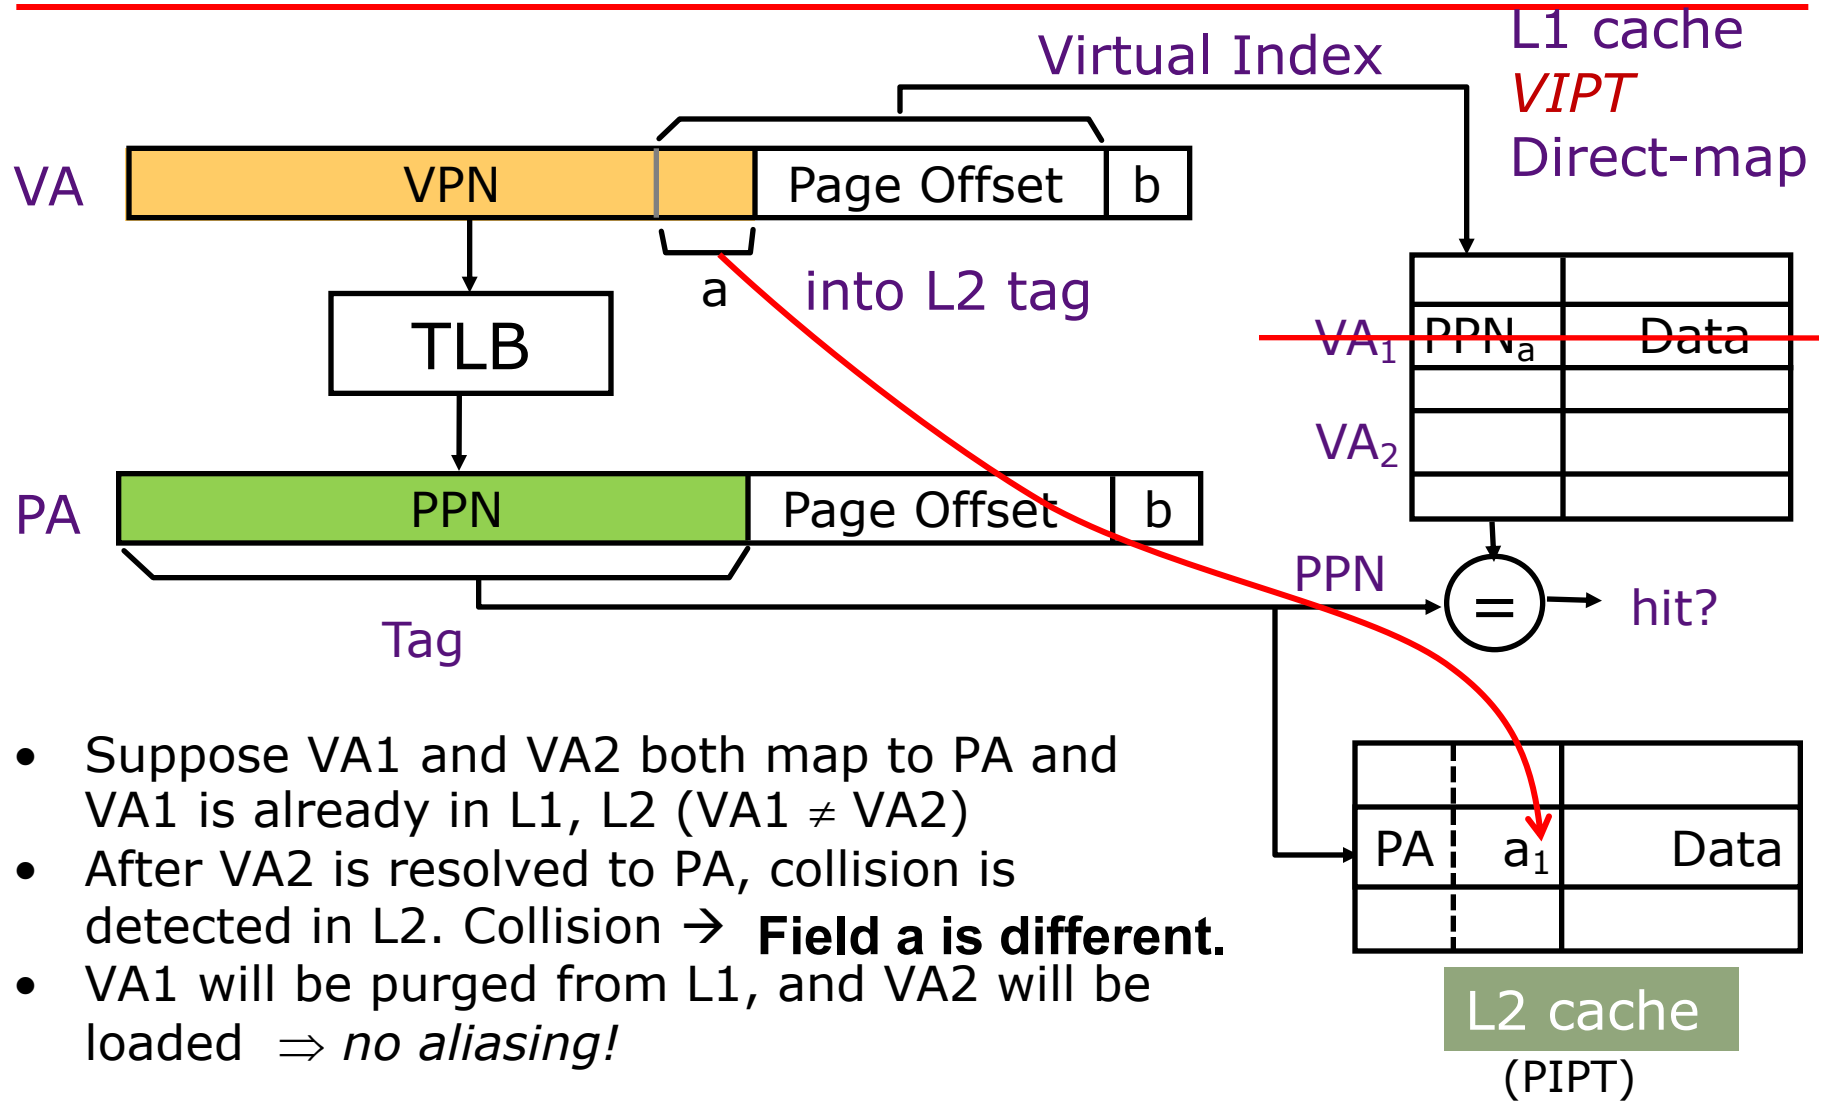 Virtual Index
L1 cache
VIPT
Direct-map
VA
VPN
Page Offset
b
a
into L2 tag
TLB
VA₁
PPNₐ
Data
VA₂
PA
PPN
Page Offset
b
Tag
PPN
=
hit?
• Suppose VA1 and VA2 both map to PA and
VA1 is already in L1, L2 (VA1 ≠ VA2)
• After VA2 is resolved to PA, collision is
detected in L2. Collision → Field a is different.
• VA1 will be purged from L1, and VA2 will be
loaded ⇒ no aliasing!
PA
a₁
Data
L2 cache
(PIPT)